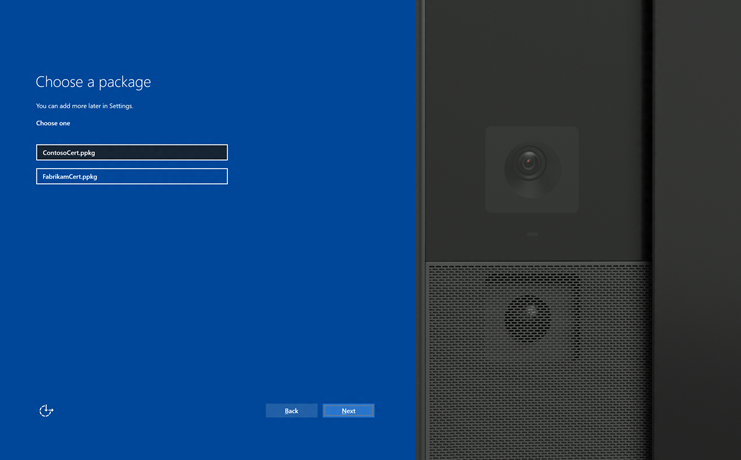 Choose a package
You can add more later in Settings.
Choose one
ContosoCert.ppkg
FabrikamCert.ppkg
Back
Next